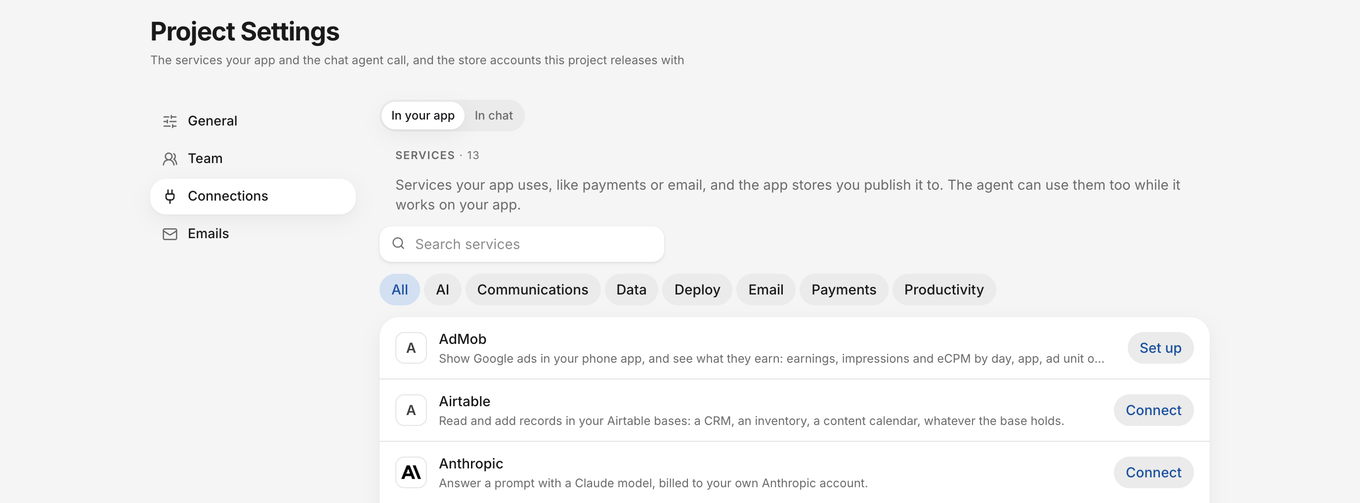 Project Settings
The services your app and the chat agent call, and the store accounts this project releases with
General
Team
Connections
Emails
In your app
In chat
SERVICES · 13
Services your app uses, like payments or email, and the app stores you publish it to. The agent can use them too while it
works on your app.
Search services
All
AI
Communications
Data
Deploy
Email
Payments
Productivity
A
AdMob
Show Google ads in your phone app, and see what they earn: earnings, impressions and eCPM by day, app, ad unit o...
Set up
A
Airtable
Read and add records in your Airtable bases: a CRM, an inventory, a content calendar, whatever the base holds.
Connect
Anthropic
Answer a prompt with a Claude model, billed to your own Anthropic account.
Connect